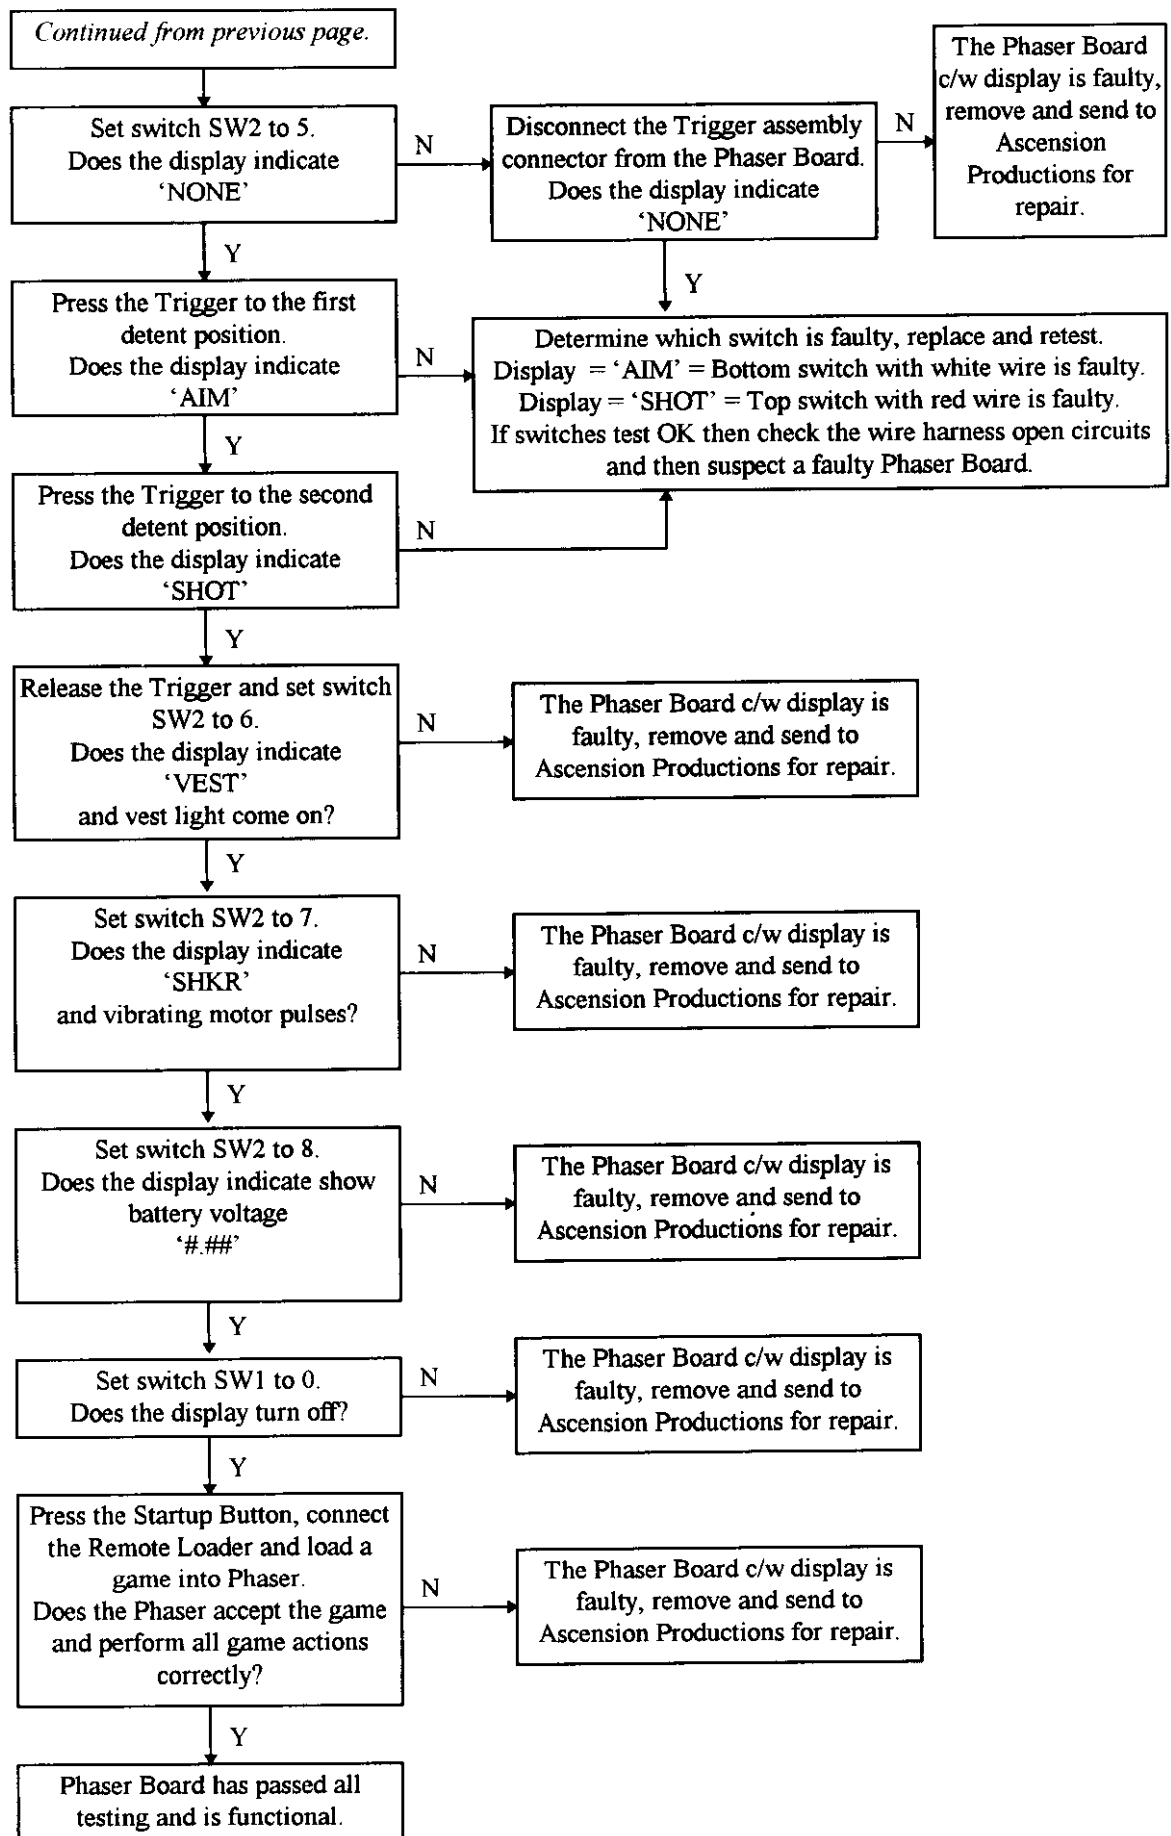 Continued from previous page.
Set switch SW2 to 5.
Does the display indicate
‘NONE’
N
Disconnect the Trigger assembly
connector from the Phaser Board.
Does the display indicate
‘NONE’
N
The Phaser Board
c/w display is faulty,
remove and send to
Ascension
Productions for
repair.
Y
Y
Press the Trigger to the first
detent position.
Does the display indicate
‘AIM’
N
Determine which switch is faulty, replace and retest.
Display = ‘AIM’ = Bottom switch with white wire is faulty.
Display = ‘SHOT’ = Top switch with red wire is faulty.
If switches test OK then check the wire harness open circuits
and then suspect a faulty Phaser Board.
Y
Press the Trigger to the second
detent position.
Does the display indicate
‘SHOT’
N
Y
Release the Trigger and set switch
SW2 to 6.
Does the display indicate
‘VEST’
and vest light come on?
N
The Phaser Board c/w display is
faulty, remove and send to
Ascension Productions for repair.
Y
Set switch SW2 to 7.
Does the display indicate
‘SHKR’
and vibrating motor pulses?
N
The Phaser Board c/w display is
faulty, remove and send to
Ascension Productions for repair.
Y
Set switch SW2 to 8.
Does the display indicate show
battery voltage
‘#.##’
N
The Phaser Board c/w display is
faulty, remove and send to
Ascension Productions for repair.
Y
Set switch SW1 to 0.
Does the display turn off?
N
The Phaser Board c/w display is
faulty, remove and send to
Ascension Productions for repair.
Y
Press the Startup Button, connect
the Remote Loader and load a
game into Phaser.
Does the Phaser accept the game
and perform all game actions
correctly?
N
The Phaser Board c/w display is
faulty, remove and send to
Ascension Productions for repair.
Y
Phaser Board has passed all
testing and is functional.